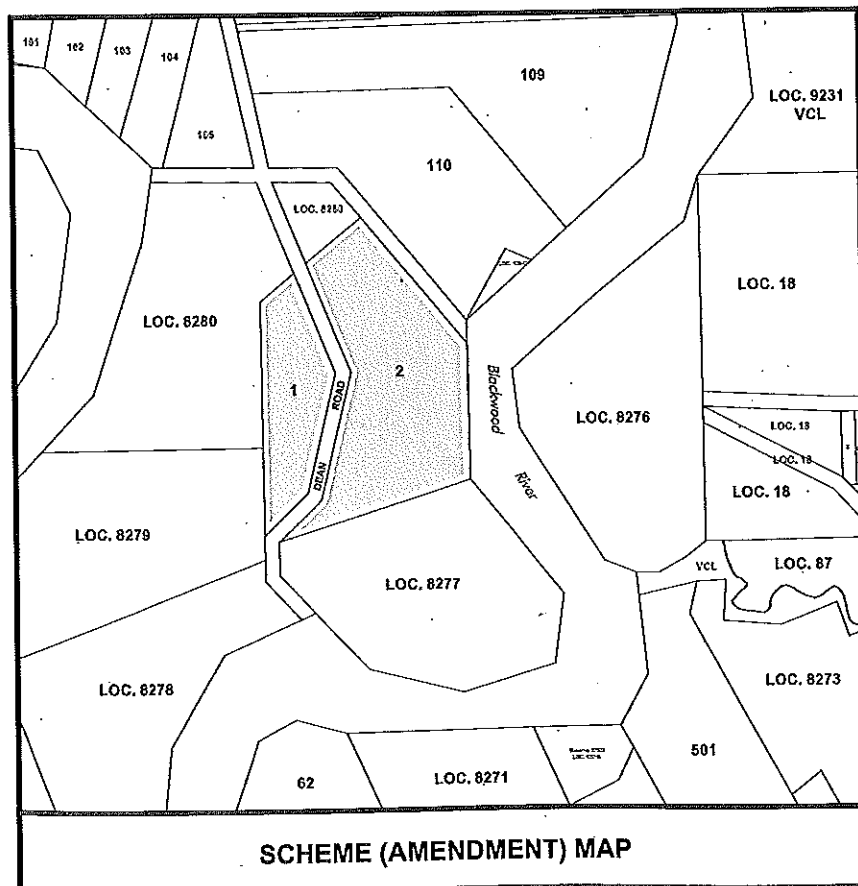 101
102
103
104
105
109
LOC. 9231
VCL
110
LOC. 8280
LOC. 18
LOC. 8280
1
2
ROAD
DEAN
Blackwood
River
LOC. 8276
LOC. 18
LOC. 18
LOC. 18
LOC. 8279
LOC. 8277
VCL
LOC. 87
LOC. 8278
LOC. 8273
501
62
LOC. 8271
SCHEME (AMENDMENT) MAP